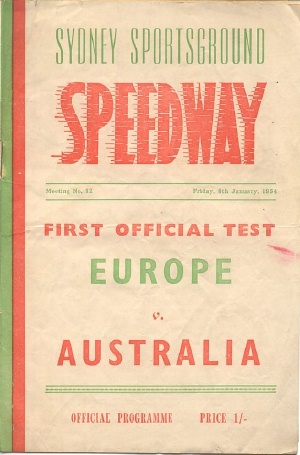 SYDNEY SPORTSGROUND
SPEEDWAY
Meeting No. 12 Friday, 8th January, 1954
FIRST OFFICIAL TEST
EUROPE
v.
AUSTRALIA
OFFICIAL PROGRAMME PRICE 1/-